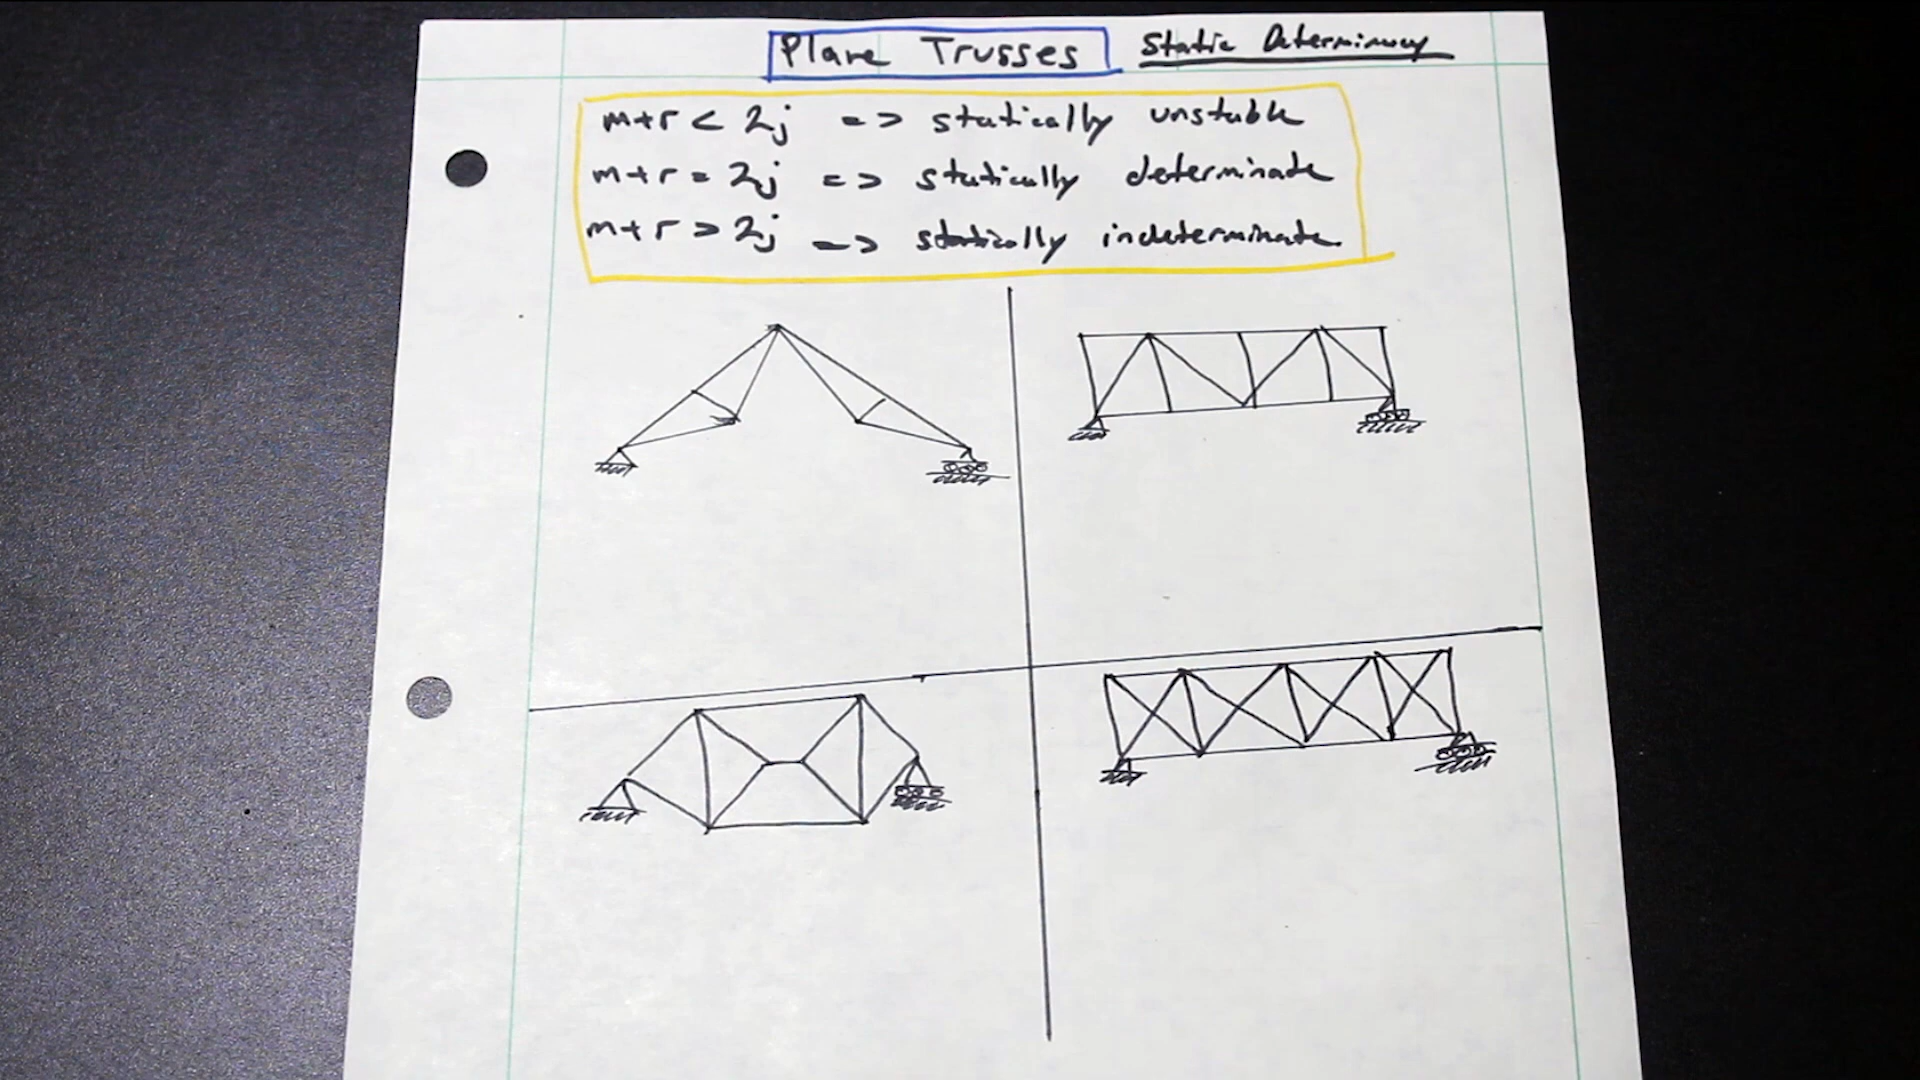 Plane Trusses Static Determinacy
m+r < 2j => statically unstable
m+r = 2j => statically determinate
m+r > 2j => statically indeterminate